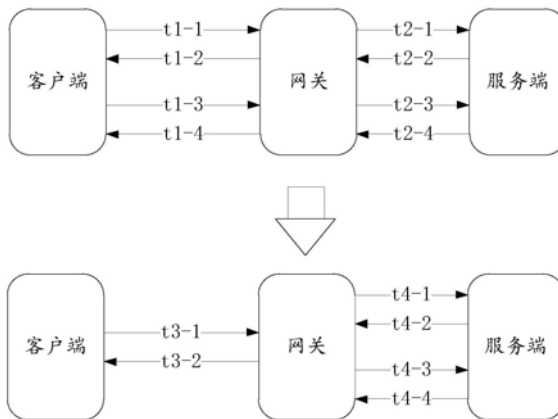 t1-1
t2-1
t1-2
t2-2
客户端
网关
服务端
t1-3
t2-3
t1-4
t2-4
t4-1
t4-2
t3-1
客户端
网关
服务端
t3-2
t4-3
t4-4